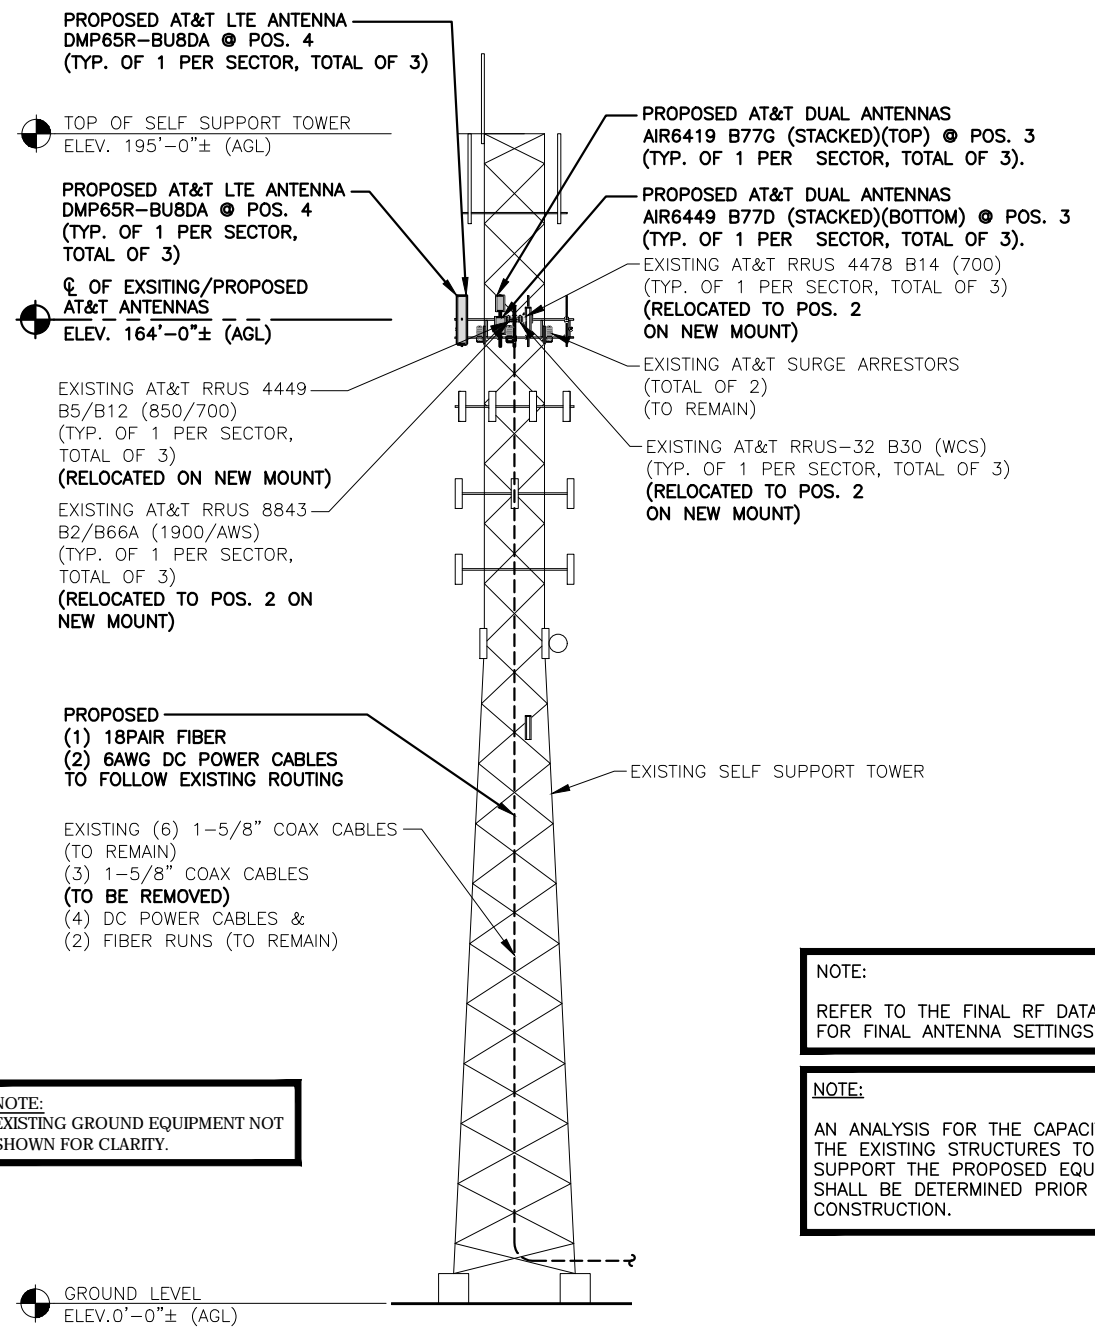 PROPOSED AT&T LTE ANTENNA
DMP65R-BU8DA @ POS. 4
(TYP. OF 1 PER SECTOR, TOTAL OF 3)
TOP OF SELF SUPPORT TOWER
ELEV. 195'-0"± (AGL)
PROPOSED AT&T LTE ANTENNA
DMP65R-BU8DA @ POS. 4
(TYP. OF 1 PER SECTOR,
TOTAL OF 3)
℄ OF EXSITING/PROPOSED
AT&T ANTENNAS
ELEV. 164'-0"± (AGL)
EXISTING AT&T RRUS 4449
B5/B12 (850/700)
(TYP. OF 1 PER SECTOR,
TOTAL OF 3)
(RELOCATED ON NEW MOUNT)
EXISTING AT&T RRUS 8843
B2/B66A (1900/AWS)
(TYP. OF 1 PER SECTOR,
TOTAL OF 3)
(RELOCATED TO POS. 2 ON
NEW MOUNT)
PROPOSED
(1) 18PAIR FIBER
(2) 6AWG DC POWER CABLES
TO FOLLOW EXISTING ROUTING
EXISTING (6) 1-5/8" COAX CABLES
(TO REMAIN)
(3) 1-5/8" COAX CABLES
(TO BE REMOVED)
(4) DC POWER CABLES &
(2) FIBER RUNS (TO REMAIN)
PROPOSED AT&T DUAL ANTENNAS
AIR6419 B77G (STACKED)(TOP) @ POS. 3
(TYP. OF 1 PER SECTOR, TOTAL OF 3).
PROPOSED AT&T DUAL ANTENNAS
AIR6449 B77D (STACKED)(BOTTOM) @ POS. 3
(TYP. OF 1 PER SECTOR, TOTAL OF 3).
EXISTING AT&T RRUS 4478 B14 (700)
(TYP. OF 1 PER SECTOR, TOTAL OF 3)
(RELOCATED TO POS. 2
ON NEW MOUNT)
EXISTING AT&T SURGE ARRESTORS
(TOTAL OF 2)
(TO REMAIN)
EXISTING AT&T RRUS-32 B30 (WCS)
(TYP. OF 1 PER SECTOR, TOTAL OF 3)
(RELOCATED TO POS. 2
ON NEW MOUNT)
EXISTING SELF SUPPORT TOWER
NOTE:
REFER TO THE FINAL RF DATA
FOR FINAL ANTENNA SETTINGS
NOTE:
AN ANALYSIS FOR THE CAPACI
THE EXISTING STRUCTURES TO
SUPPORT THE PROPOSED EQU
SHALL BE DETERMINED PRIOR
CONSTRUCTION.
NOTE:
EXISTING GROUND EQUIPMENT NOT
SHOWN FOR CLARITY.
GROUND LEVEL
ELEV.0'-0"± (AGL)